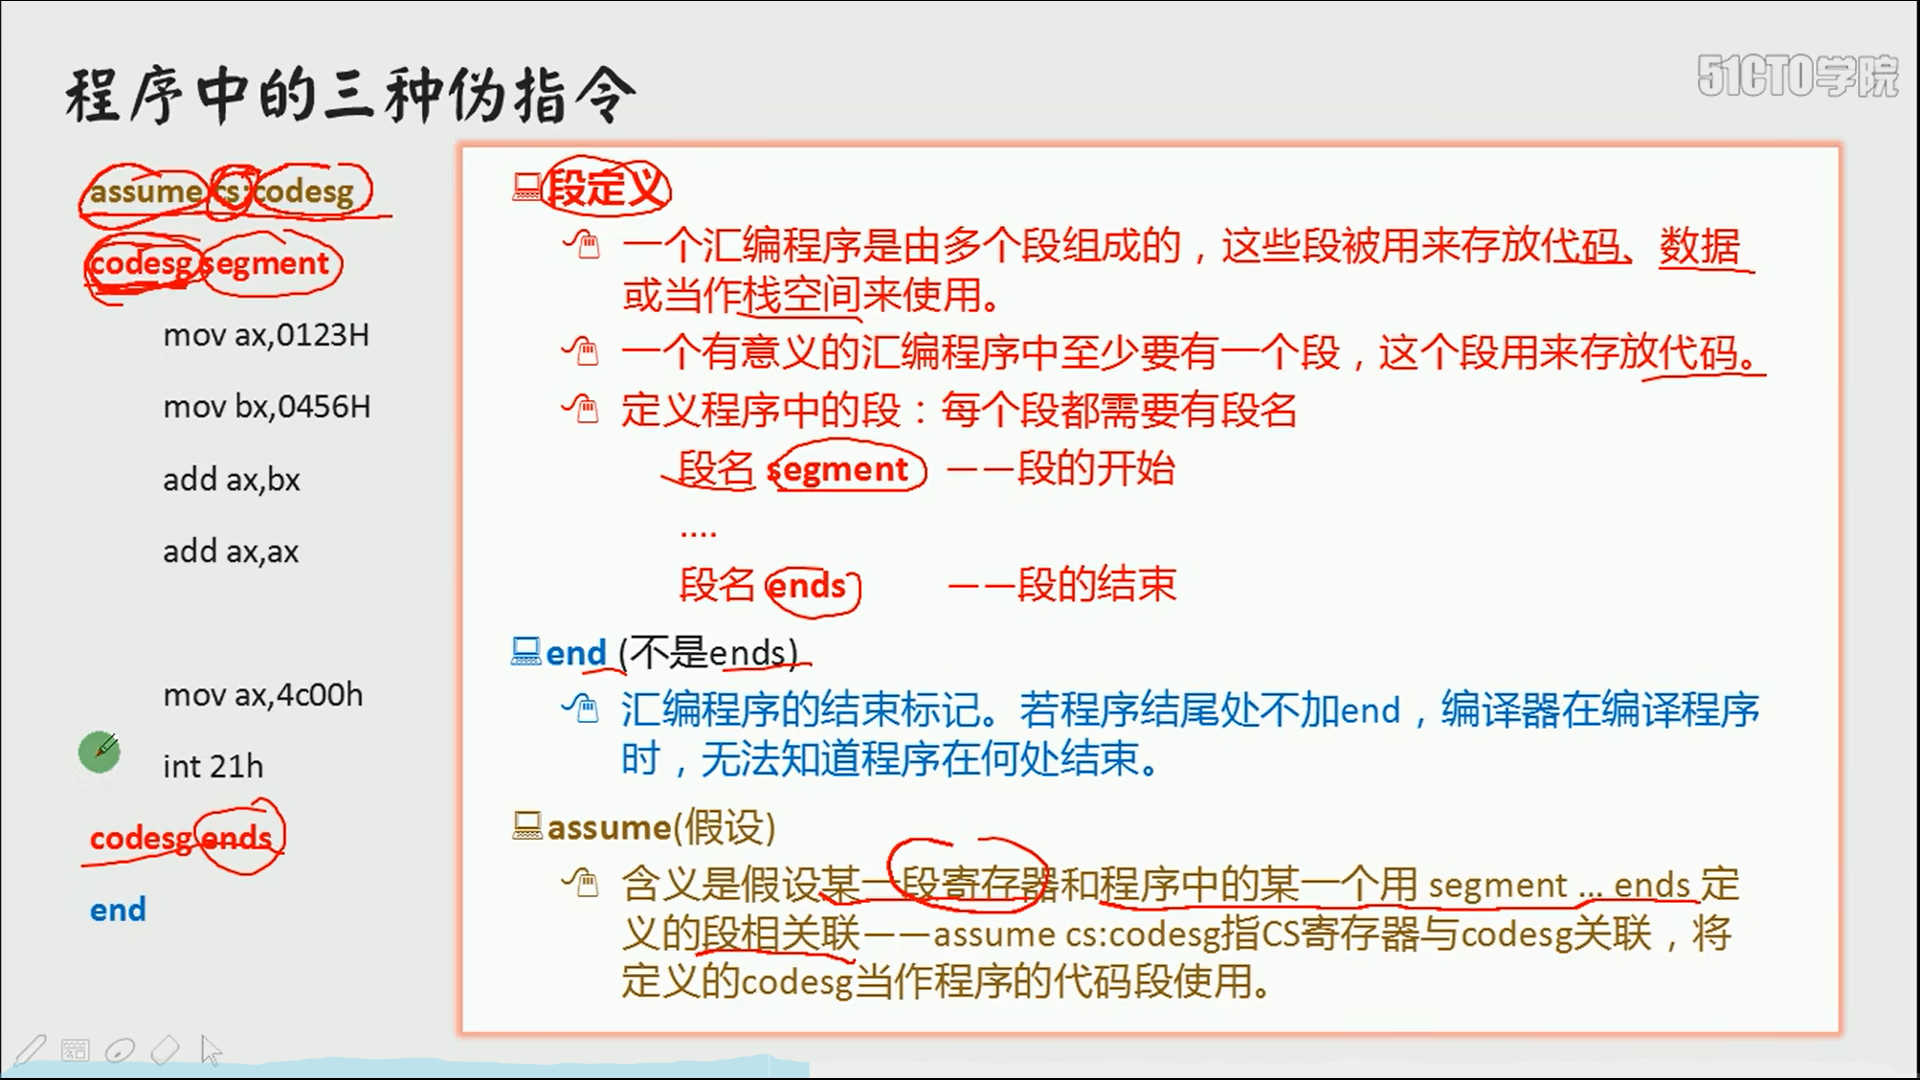 程序中的三种伪指令
51CTO学院
assume cs:codesg
codesg segment
mov ax,0123H
mov bx,0456H
add ax,bx
add ax,ax
mov ax,4c00h
int 21h
codesg ends
end
段定义
一个汇编程序是由多个段组成的，这些段被用来存放代码、数据
或当作栈空间来使用。
一个有意义的汇编程序中至少要有一个段，这个段用来存放代码。
定义程序中的段：每个段都需要有段名
段名 segment ——段的开始
....
段名 ends ——段的结束
end (不是ends)
汇编程序的结束标记。若程序结尾处不加end，编译器在编译程序
时，无法知道程序在何处结束。
assume(假设)
含义是假设某一段寄存器和程序中的某一个用 segment ... ends 定
义的段相关联——assume cs:codesg指CS寄存器与codesg关联，将
定义的codesg当作程序的代码段使用。